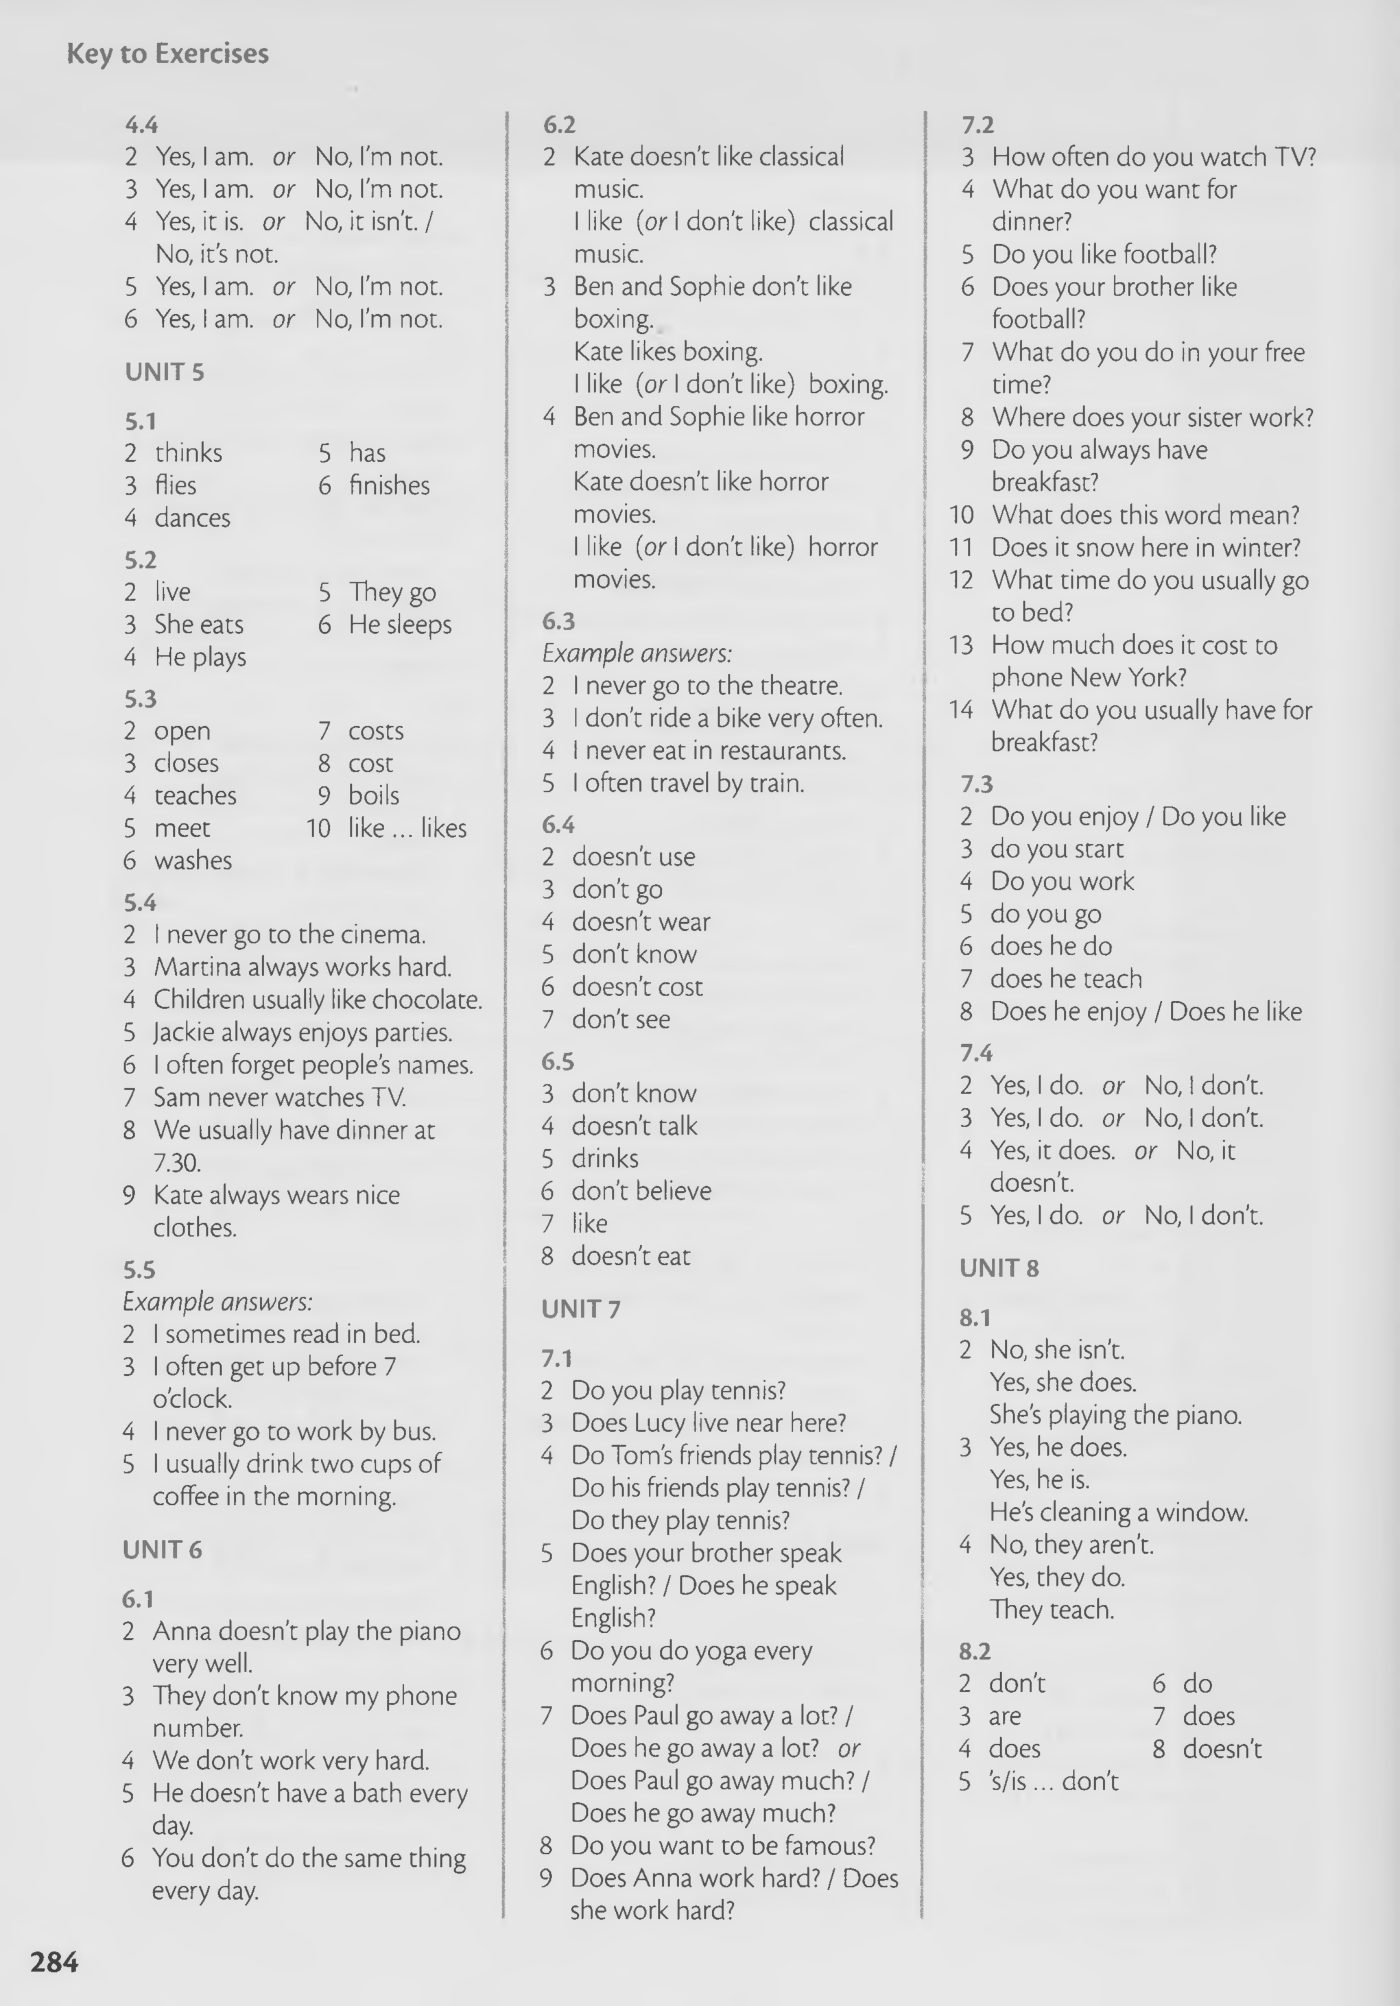 Key to Exercises
4.4
2 Yes, I am. or No, I'm not.
3 Yes, I am. or No, I'm not.
4 Yes, it is. or No, it isn't. /
No, it's not.
5 Yes, I am. or No, I'm not.
6 Yes, I am. or No, I'm not.
UNIT 5
5.1
2 thinks 5 has
3 flies 6 finishes
4 dances
5.2
2 live 5 They go
3 She eats 6 He sleeps
4 He plays
5.3
2 open 7 costs
3 closes 8 cost
4 teaches 9 boils
5 meet 10 like ... likes
6 washes
5.4
2 I never go to the cinema.
3 Martina always works hard.
4 Children usually like chocolate.
5 Jackie always enjoys parties.
6 I often forget people's names.
7 Sam never watches TV.
8 We usually have dinner at
7.30.
9 Kate always wears nice
clothes.
5.5
Example answers:
2 I sometimes read in bed.
3 I often get up before 7
o'clock.
4 I never go to work by bus.
5 I usually drink two cups of
coffee in the morning.
UNIT 6
6.1
2 Anna doesn't play the piano
very well.
3 They don't know my phone
number.
4 We don't work very hard.
5 He doesn't have a bath every
day.
6 You don't do the same thing
every day.
6.2
2 Kate doesn't like classical
music.
I like (or I don't like) classical
music.
3 Ben and Sophie don't like
boxing.
Kate likes boxing.
I like (or I don't like) boxing.
4 Ben and Sophie like horror
movies.
Kate doesn't like horror
movies.
I like (or I don't like) horror
movies.
6.3
Example answers:
2 I never go to the theatre.
3 I don't ride a bike very often.
4 I never eat in restaurants.
5 I often travel by train.
6.4
2 doesn't use
3 don't go
4 doesn't wear
5 don't know
6 doesn't cost
7 don't see
6.5
3 don't know
4 doesn't talk
5 drinks
6 don't believe
7 like
8 doesn't eat
UNIT 7
7.1
2 Do you play tennis?
3 Does Lucy live near here?
4 Do Tom's friends play tennis? /
Do his friends play tennis? /
Do they play tennis?
5 Does your brother speak
English? / Does he speak
English?
6 Do you do yoga every
morning?
7 Does Paul go away a lot? /
Does he go away a lot? or
Does Paul go away much? /
Does he go away much?
8 Do you want to be famous?
9 Does Anna work hard? / Does
she work hard?
7.2
3 How often do you watch TV?
4 What do you want for
dinner?
5 Do you like football?
6 Does your brother like
football?
7 What do you do in your free
time?
8 Where does your sister work?
9 Do you always have
breakfast?
10 What does this word mean?
11 Does it snow here in winter?
12 What time do you usually go
to bed?
13 How much does it cost to
phone New York?
14 What do you usually have for
breakfast?
7.3
2 Do you enjoy / Do you like
3 do you start
4 Do you work
5 do you go
6 does he do
7 does he teach
8 Does he enjoy / Does he like
7.4
2 Yes, I do. or No, I don't.
3 Yes, I do. or No, I don't.
4 Yes, it does. or No, it
doesn't.
5 Yes, I do. or No, I don't.
UNIT 8
8.1
2 No, she isn't.
Yes, she does.
She's playing the piano.
3 Yes, he does.
Yes, he is.
He's cleaning a window.
4 No, they aren't.
Yes, they do.
They teach.
8.2
2 don't 6 do
3 are 7 does
4 does 8 doesn't
5 's/is ... don't
284